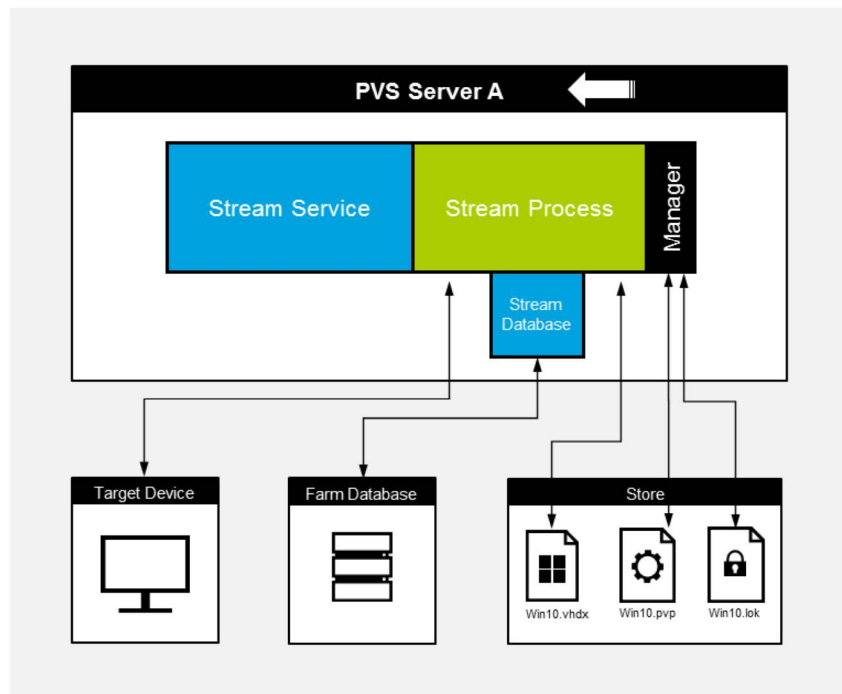 PVS Server A
Stream Service
Stream Process
Manager
Stream
Database
Target Device
Farm Database
Store
Win10.vhdx
Win10.pvp
Win10.lok